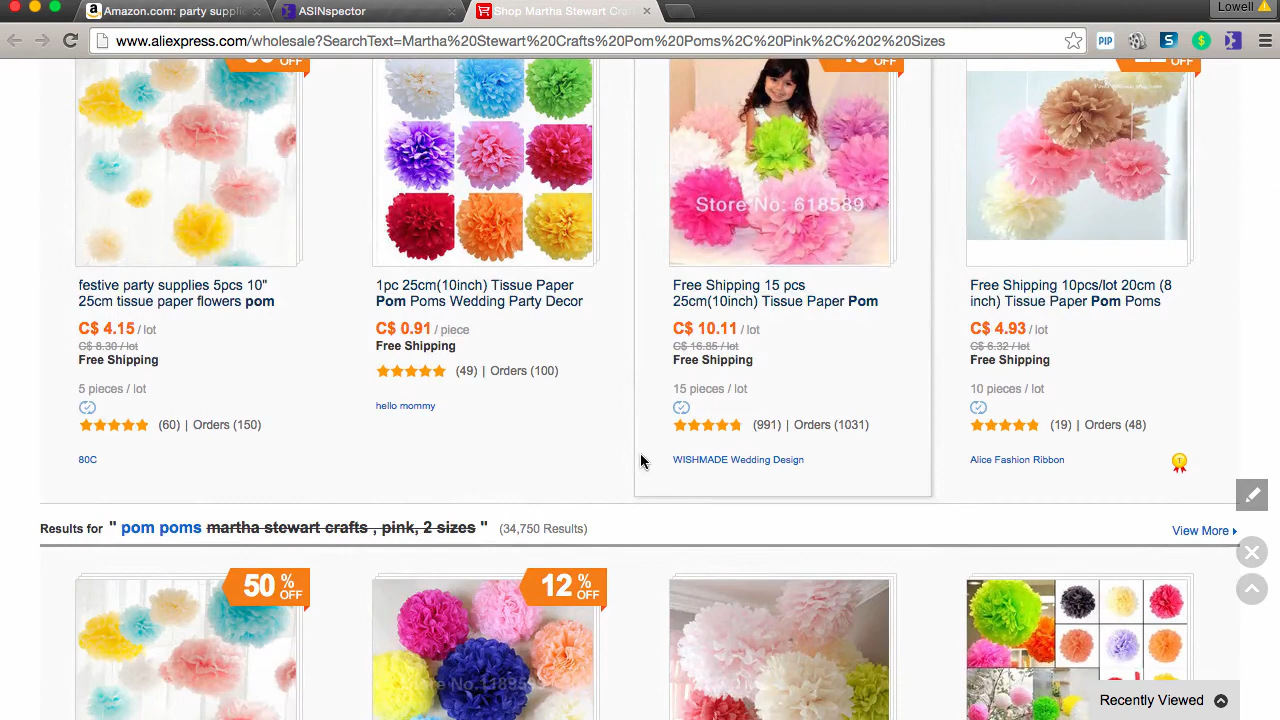 Amazon.com: party supplie
ASINspector
Shop Martha Stewart Craf
Lowell
www.aliexpress.com/wholesale?SearchText=Martha%20Stewart%20Crafts%20Pom%20Poms%2C%20Pink%2C%202%20Sizes
PIP
OFF
OFF
OFF
Store No: 618589
festive party supplies 5pcs 10"
25cm tissue paper flowers pom
C$ 4.15 / lot
C$ 8.30 / lot
Free Shipping
5 pieces / lot
(60) | Orders (150)
80C
1pc 25cm(10inch) Tissue Paper
Pom Poms Wedding Party Decor
C$ 0.91 / piece
Free Shipping
(49) | Orders (100)
hello mommy
Free Shipping 15 pcs
25cm(10inch) Tissue Paper Pom
C$ 10.11 / lot
C$ 16.85 / lot
Free Shipping
15 pieces / lot
(991) | Orders (1031)
WISHMADE Wedding Design
Free Shipping 10pcs/lot 20cm (8
inch) Tissue Paper Pom Poms
C$ 4.93 / lot
C$ 6.32 / lot
Free Shipping
10 pieces / lot
(19) | Orders (48)
Alice Fashion Ribbon
Results for " pom poms martha stewart crafts , pink, 2 sizes " (34,750 Results)
View More
50 % OFF
12 % OFF
Recently Viewed